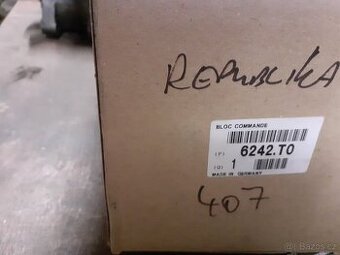 REPUBLIKA
BLOC COMMANDE
(P) 6242.T0
(Q) 1
MADE IN GERMANY
407